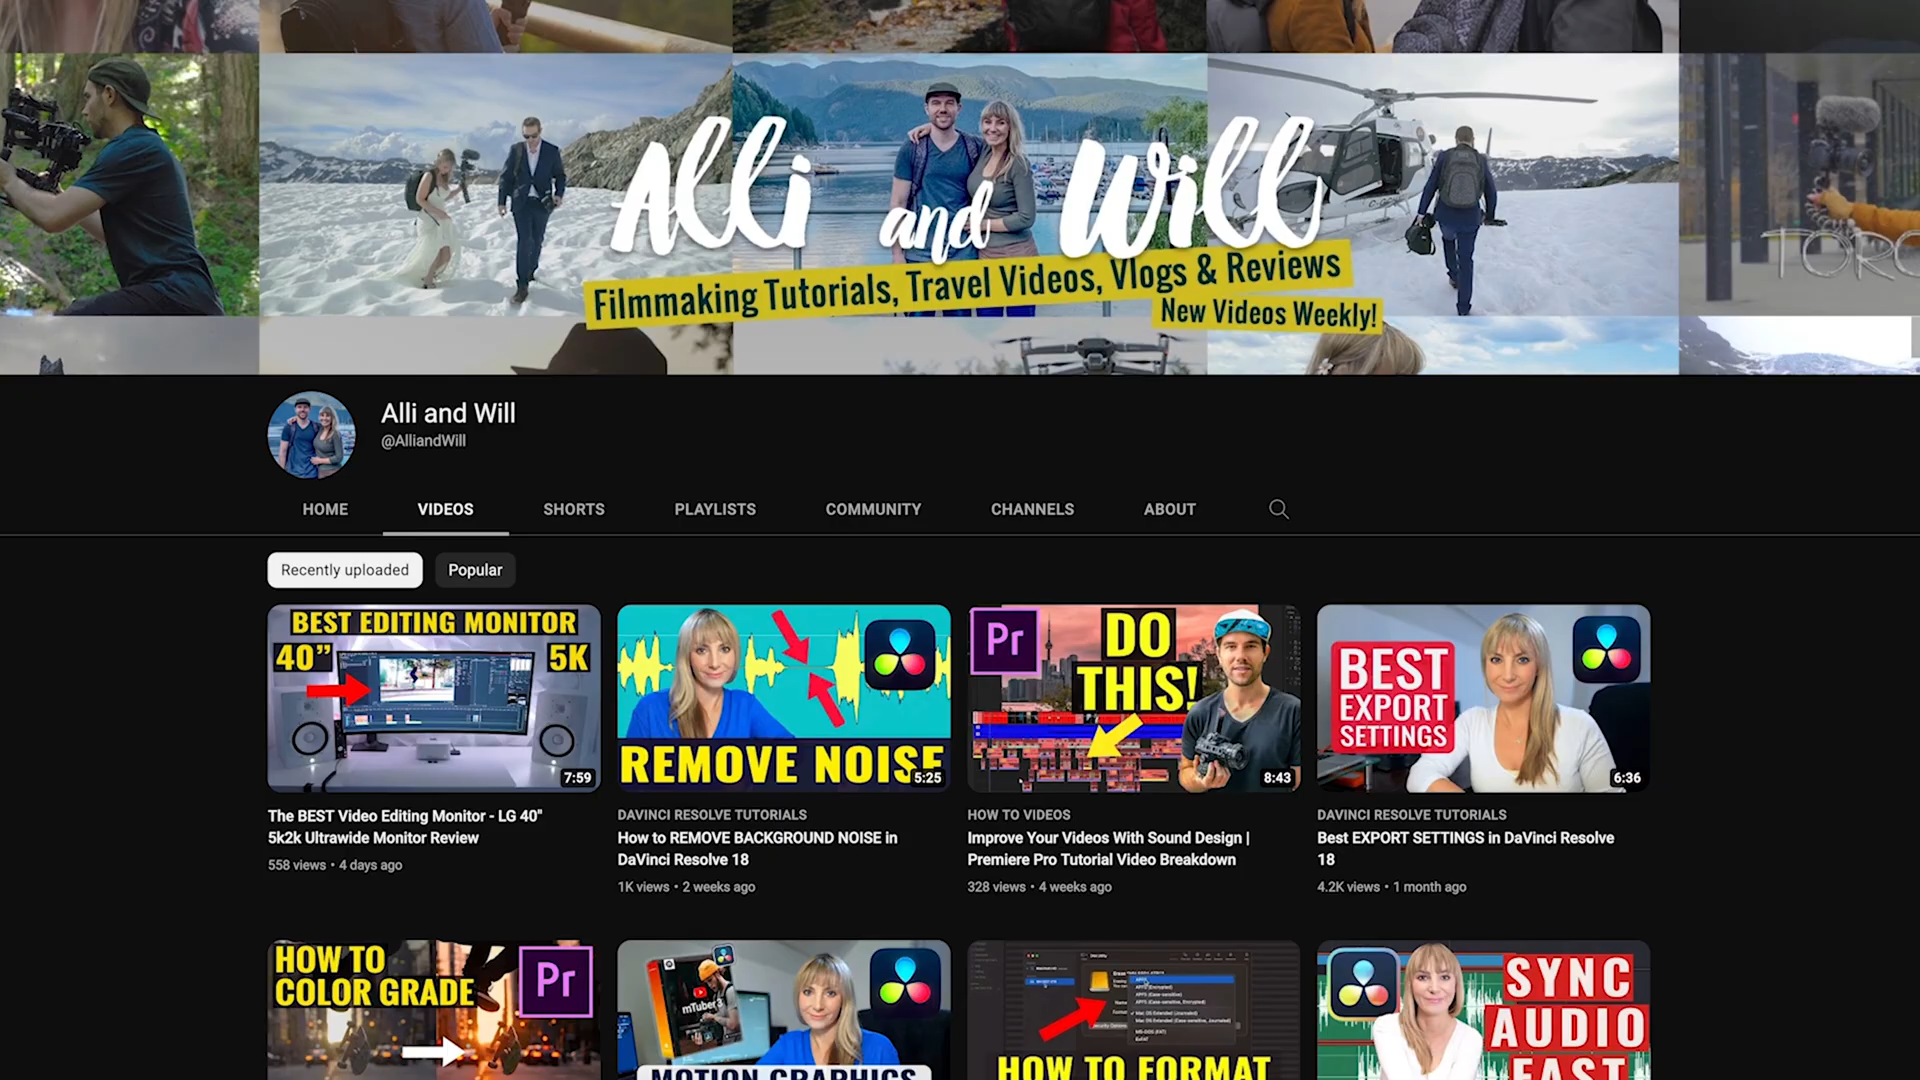 Alli and Will
Filmmaking Tutorials, Travel Videos, Vlogs & Reviews
New Videos Weekly!
Alli and Will
@AlliandWill
HOME VIDEOS SHORTS PLAYLISTS COMMUNITY CHANNELS ABOUT
Recently uploaded Popular
BEST EDITING MONITOR
40" 5K
7:59
The BEST Video Editing Monitor - LG 40"
5k2k Ultrawide Monitor Review
558 views • 4 days ago
REMOVE NOISE
5:25
DAVINCI RESOLVE TUTORIALS
How to REMOVE BACKGROUND NOISE in
DaVinci Resolve 18
1K views • 2 weeks ago
Pr
DO
THIS!
8:43
HOW TO VIDEOS
Improve Your Videos With Sound Design |
Premiere Pro Tutorial Video Breakdown
328 views • 4 weeks ago
BEST
EXPORT
SETTINGS
6:36
DAVINCI RESOLVE TUTORIALS
Best EXPORT SETTINGS in DaVinci Resolve
18
4.2K views • 1 month ago
HOW TO
COLOR GRADE
Pr
mTuber 3
MOTION GRAPHICS
HOW TO FORMAT
SYNC
AUDIO
FAST